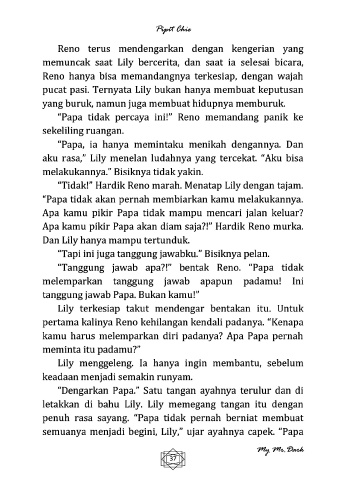 Pipit Chie
Reno terus mendengarkan dengan kengerian yang
memuncak saat Lily bercerita, dan saat ia selesai bicara,
Reno hanya bisa memandangnya terkesiap, dengan wajah
pucat pasi. Ternyata Lily bukan hanya membuat keputusan
yang buruk, namun juga membuat hidupnya memburuk.
“Papa tidak percaya ini!” Reno memandang panik ke
sekeliling ruangan.
“Papa, ia hanya memintaku menikah dengannya. Dan
aku rasa,” Lily menelan ludahnya yang tercekat. “Aku bisa
melakukannya.” Bisiknya tidak yakin.
“Tidak!” Hardik Reno marah. Menatap Lily dengan tajam.
“Papa tidak akan pernah membiarkan kamu melakukannya.
Apa kamu pikir Papa tidak mampu mencari jalan keluar?
Apa kamu pikir Papa akan diam saja?!” Hardik Reno murka.
Dan Lily hanya mampu tertunduk.
“Tapi ini juga tanggung jawabku.” Bisiknya pelan.
“Tanggung jawab apa?!” bentak Reno. “Papa tidak
melemparkan tanggung jawab apapun padamu! Ini
tanggung jawab Papa. Bukan kamu!”
Lily terkesiap takut mendengar bentakan itu. Untuk
pertama kalinya Reno kehilangan kendali padanya. “Kenapa
kamu harus melemparkan diri padanya? Apa Papa pernah
meminta itu padamu?”
Lily menggeleng. Ia hanya ingin membantu, sebelum
keadaan menjadi semakin runyam.
“Dengarkan Papa.” Satu tangan ayahnya terulur dan di
letakkan di bahu Lily. Lily memegang tangan itu dengan
penuh rasa sayang. “Papa tidak pernah berniat membuat
semuanya menjadi begini, Lily,” ujar ayahnya capek. “Papa
My Mr. Dark
37